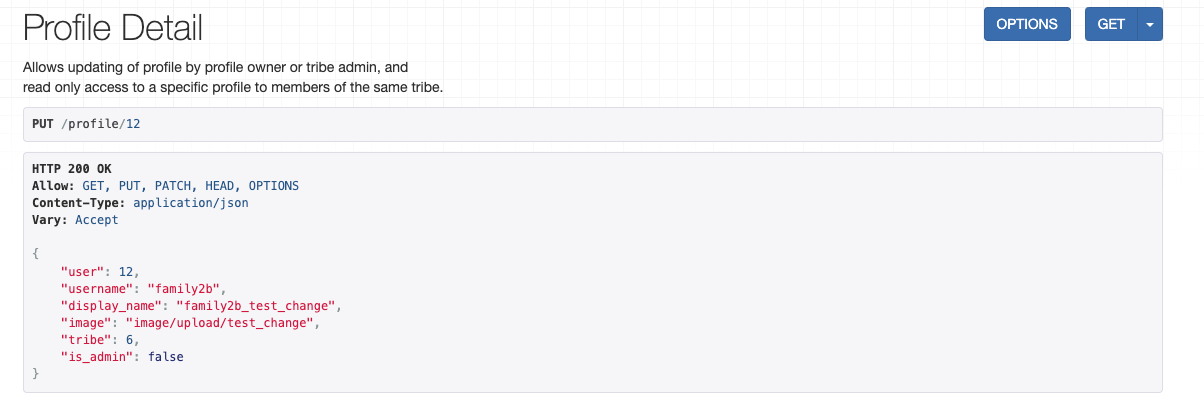 Profile Detail
OPTIONS
GET
Allows updating of profile by profile owner or tribe admin, and
read only access to a specific profile to members of the same tribe.
PUT /profile/12
HTTP 200 OK
Allow: GET, PUT, PATCH, HEAD, OPTIONS
Content-Type: application/json
Vary: Accept
{
    "user": 12,
    "username": "family2b",
    "display_name": "family2b_test_change",
    "image": "image/upload/test_change",
    "tribe": 6,
    "is_admin": false
}